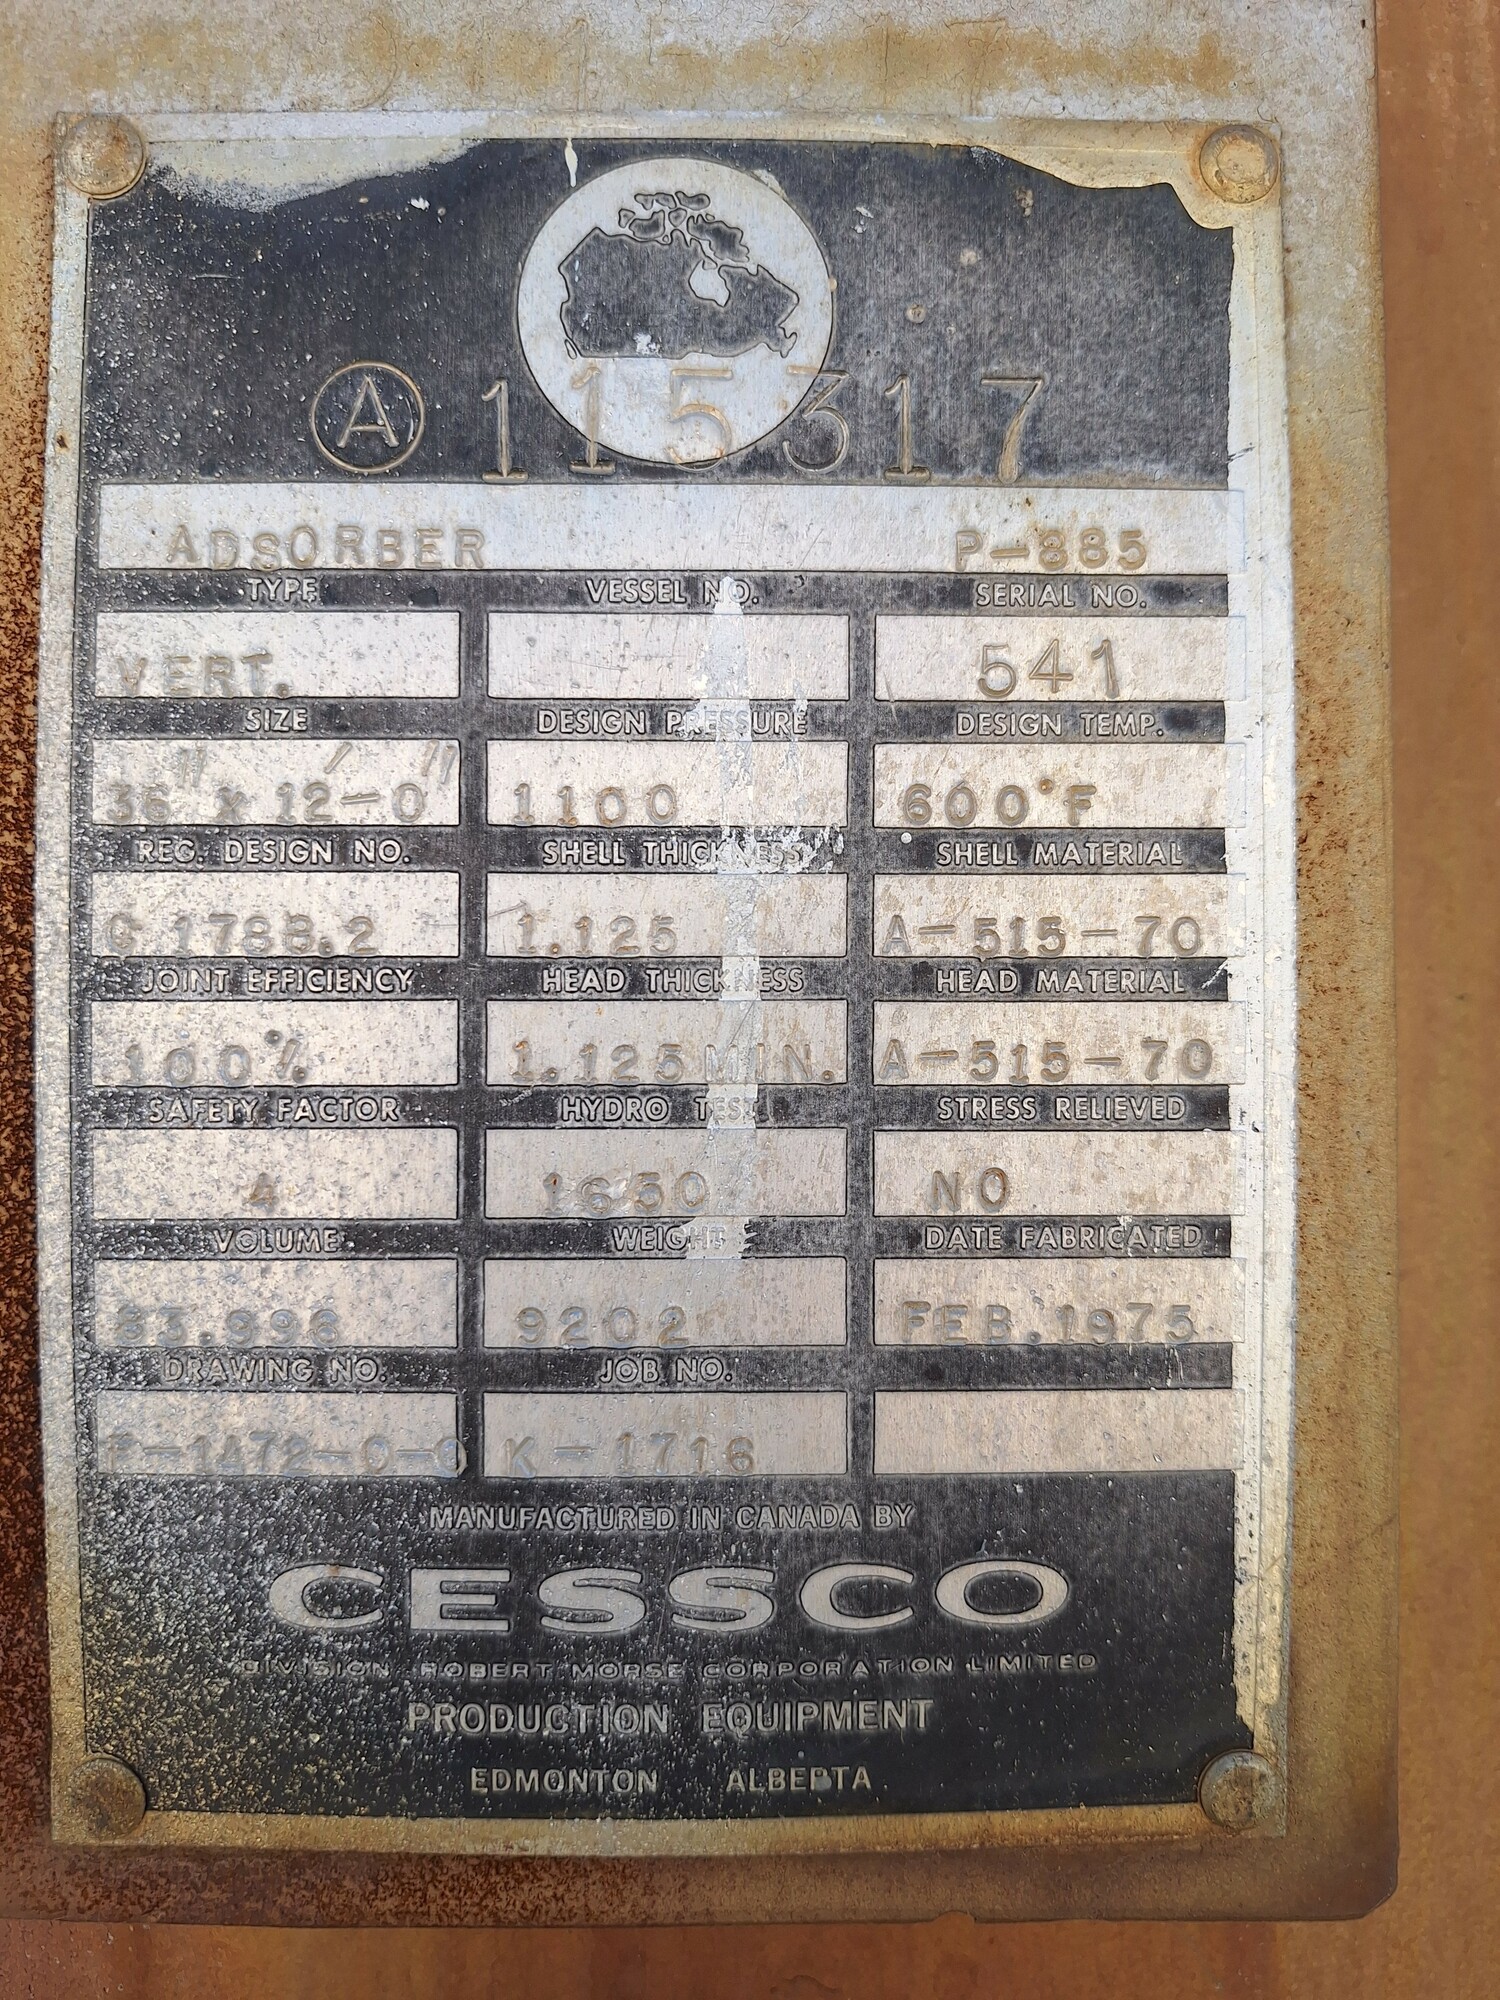 Ⓐ 115317
ADSORBER P-885
TYPE VESSEL NO. SERIAL NO.
VERT. 541
SIZE DESIGN PRESSURE DESIGN TEMP.
36" x 12'-0" 1100 600°F
REG. DESIGN NO. SHELL THICKNESS SHELL MATERIAL
C 1788.2 1.125 A-515-70
JOINT EFFICIENCY HEAD THICKNESS HEAD MATERIAL
100% 1.125 MIN. A-515-70
SAFETY FACTOR HYDRO TEST STRESS RELIEVED
4 1650 NO
VOLUME WEIGHT DATE FABRICATED
9202 FEB. 1975
DRAWING NO. JOB NO.
K-1716
MANUFACTURED IN CANADA BY
CESSCO
DIVISION ROBERT MORSE CORPORATION LIMITED
PRODUCTION EQUIPMENT
EDMONTON ALBERTA